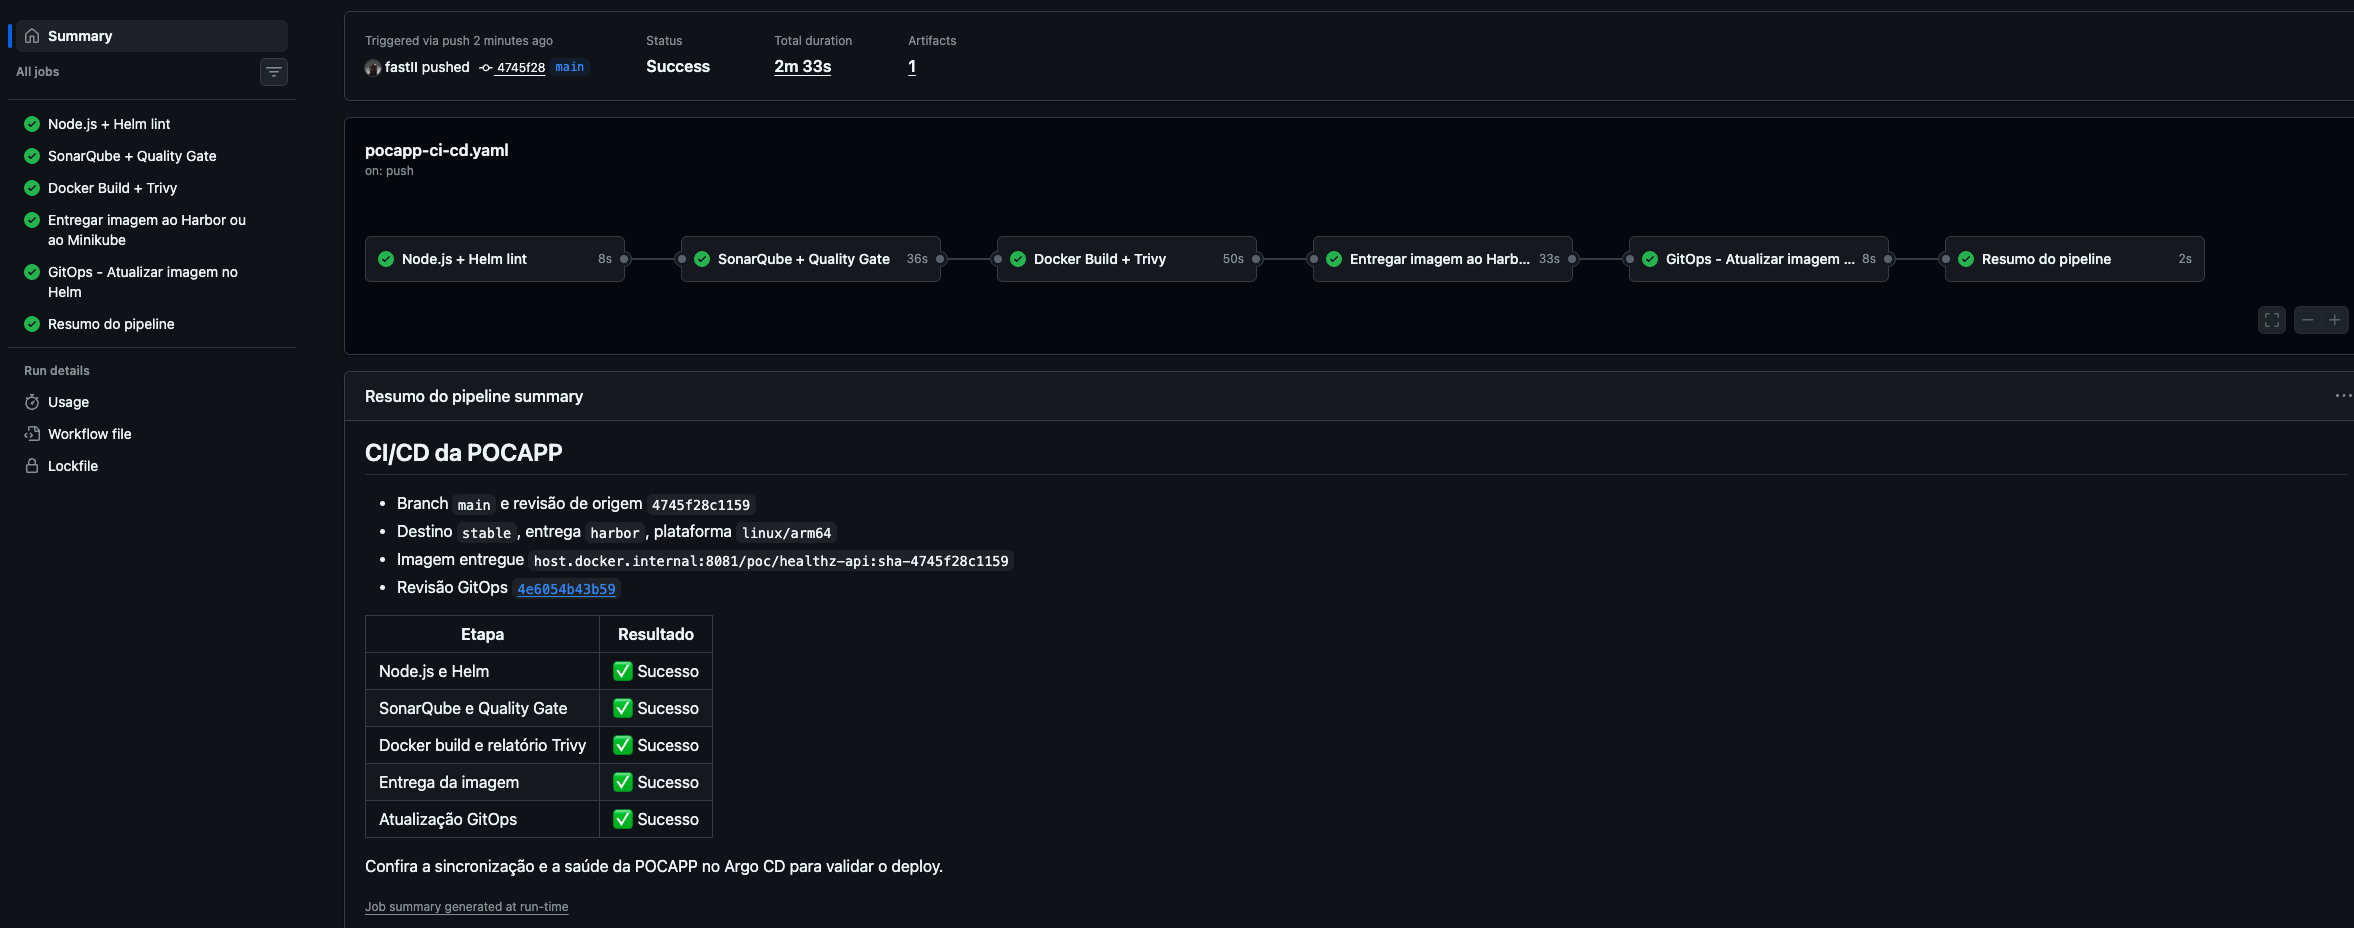 Summary
All jobs
Node.js + Helm lint
SonarQube + Quality Gate
Docker Build + Trivy
Entregar imagem ao Harbor ou
ao Minikube
GitOps - Atualizar imagem no
Helm
Resumo do pipeline
Run details
Usage
Workflow file
Lockfile
Triggered via push 2 minutes ago
fastll pushed 4745f28 main
Status
Success
Total duration
2m 33s
Artifacts
1
pocapp-ci-cd.yaml
on: push
Node.js + Helm lint 8s
SonarQube + Quality Gate 36s
Docker Build + Trivy 50s
Entregar imagem ao Harb... 33s
GitOps - Atualizar imagem ... 8s
Resumo do pipeline 2s
Resumo do pipeline summary
CI/CD da POCAPP
Branch main e revisão de origem 4745f28c1159
Destino stable, entrega harbor, plataforma linux/arm64
Imagem entregue host.docker.internal:8081/poc/healthz-api:sha-4745f28c1159
Revisão GitOps 4e6054b43b59
Etapa Resultado
Node.js e Helm ✅ Sucesso
SonarQube e Quality Gate ✅ Sucesso
Docker build e relatório Trivy ✅ Sucesso
Entrega da imagem ✅ Sucesso
Atualização GitOps ✅ Sucesso
Confira a sincronização e a saúde da POCAPP no Argo CD para validar o deploy.
Job summary generated at run-time